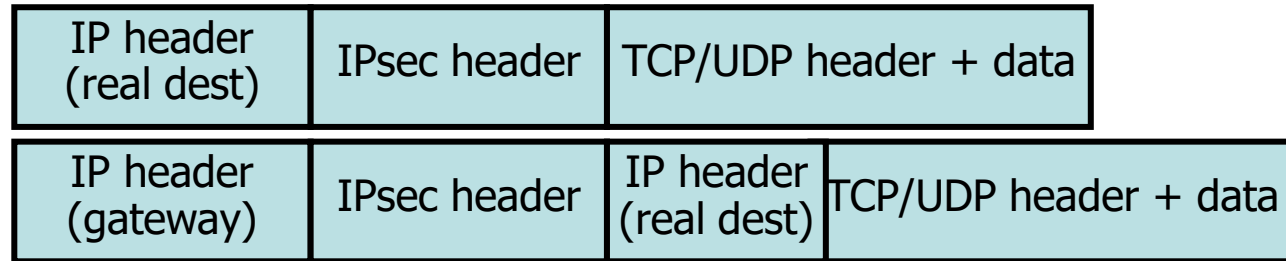 IP header
(real dest)
IPsec header
TCP/UDP header + data
IP header
(gateway)
IPsec header
IP header
(real dest)
TCP/UDP header + data